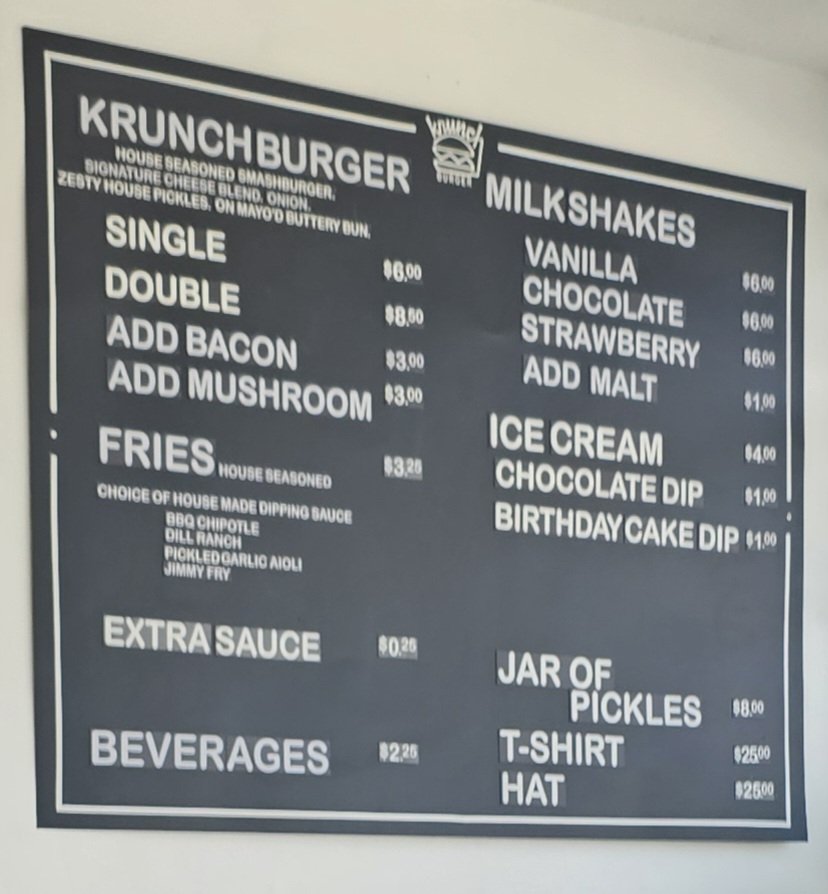 krunch
BURGER
KRUNCHBURGER
HOUSE SEASONED SMASHBURGER.
SIGNATURE CHEESE BLEND. ONION.
ZESTY HOUSE PICKLES. ON MAYO'D BUTTERY BUN.
SINGLE $6.00
DOUBLE $8.50
ADD BACON $3.00
ADD MUSHROOM $3.00
FRIES HOUSE SEASONED $3.25
CHOICE OF HOUSE MADE DIPPING SAUCE
BBQ CHIPOTLE
DILL RANCH
PICKLED GARLIC AIOLI
JIMMY FRY
EXTRA SAUCE $0.25
BEVERAGES $2.25
MILKSHAKES
VANILLA $6.00
CHOCOLATE $6.00
STRAWBERRY $6.00
ADD MALT $1.00
ICE CREAM $4.00
CHOCOLATE DIP $1.00
BIRTHDAY CAKE DIP $1.00
JAR OF
PICKLES $8.00
T-SHIRT $25.00
HAT $25.00